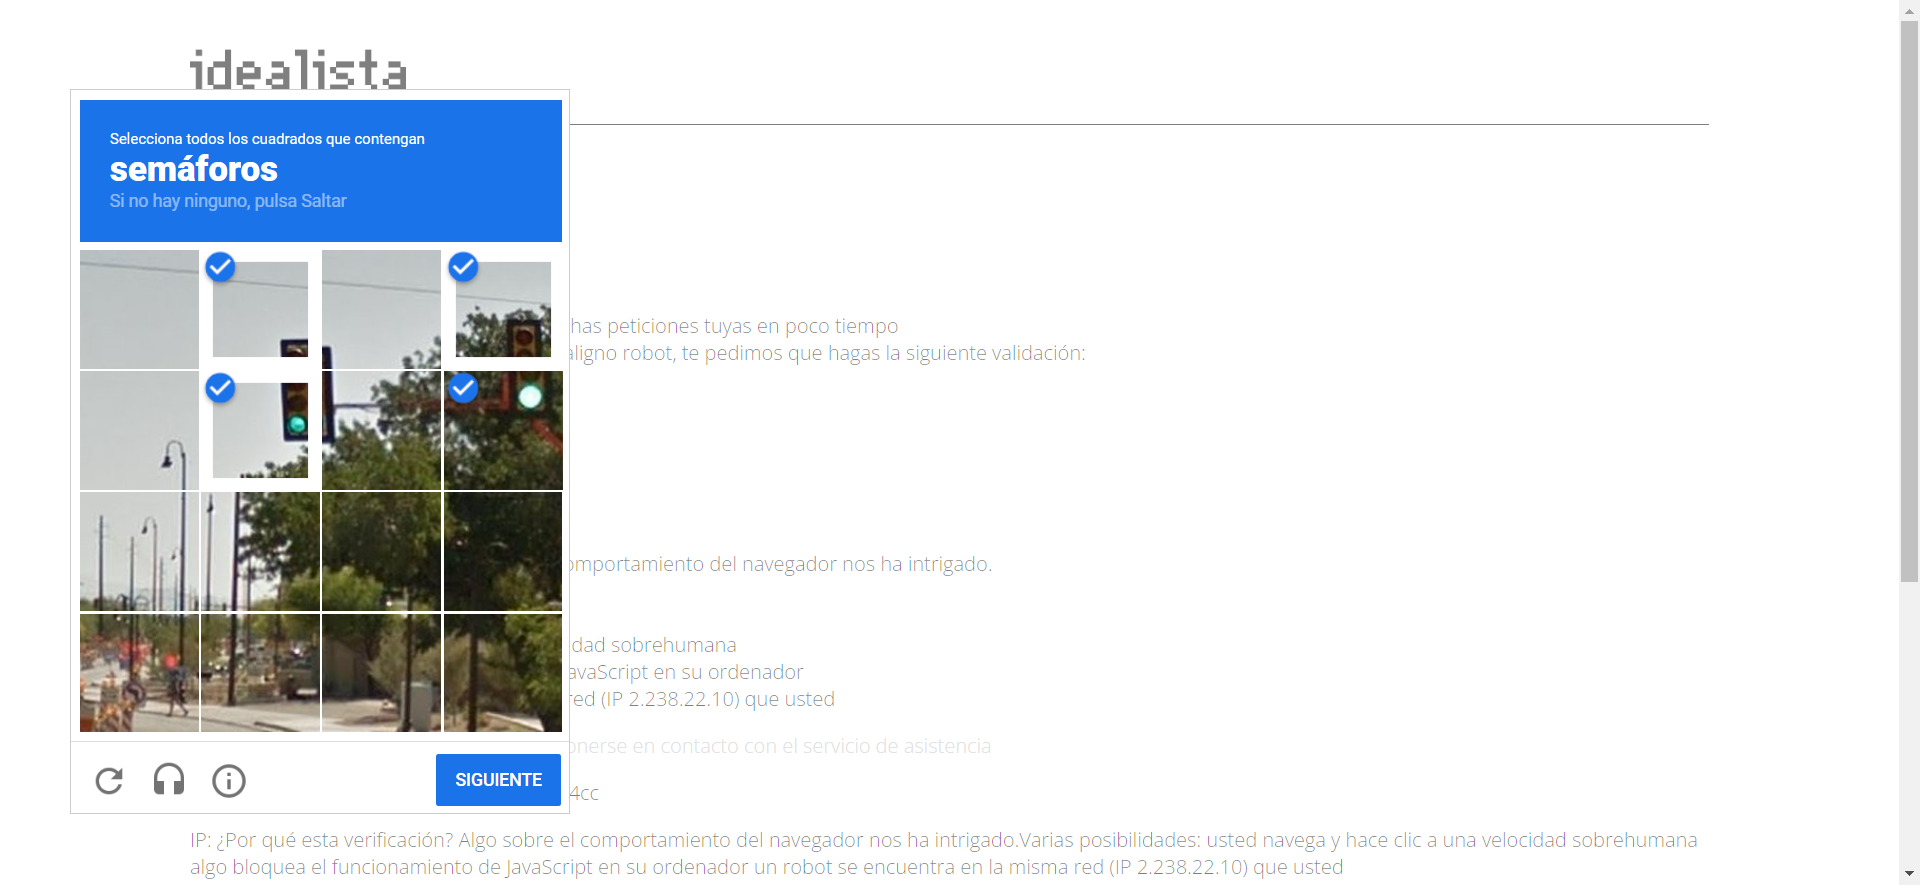 idealista
Selecciona todos los cuadrados que contengan
semáforos
Si no hay ninguno, pulsa Saltar
has peticiones tuyas en poco tiempo
aligno robot, te pedimos que hagas la siguiente validación:
omportamiento del navegador nos ha intrigado.
dad sobrehumana
avaScript en su ordenador
red (IP 2.238.22.10) que usted
onerse en contacto con el servicio de asistencia
SIGUIENTE
4cc
IP: ¿Por qué esta verificación? Algo sobre el comportamiento del navegador nos ha intrigado.Varias posibilidades: usted navega y hace clic a una velocidad sobrehumana
algo bloquea el funcionamiento de JavaScript en su ordenador un robot se encuentra en la misma red (IP 2.238.22.10) que usted